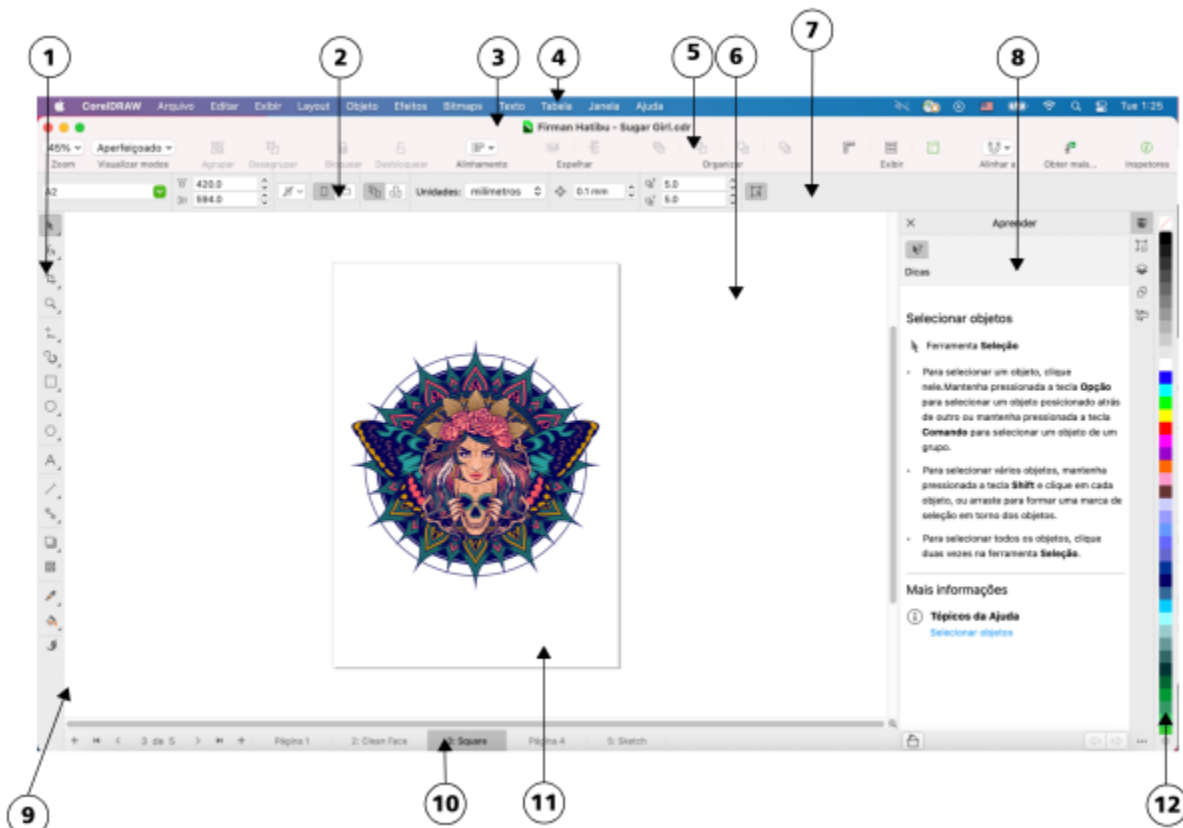 1
2
3
4
5
6
7
8
CorelDRAW Arquivo Editar Exibir Layout Objeto Efeitos Bitmaps Texto Tabela Janela Ajuda
Tue 1:25
Firman Hatibu - Sugar Girl.cdr
45% Aperfeiçoado
Zoom Visualizar modos Agrupar Desagrupar Bloquear Desbloquear Alinhamento Espelhar Organizar Exibir Alinhar a Obter mais... Inspetores
A2
420.0
594.0
Unidades: milímetros
0.1 mm
5.0
5.0
Aprender
Dicas
Selecionar objetos
Ferramenta Seleção
• Para selecionar um objeto, clique
nele.Mantenha pressionada a tecla Opção
para selecionar um objeto posicionado atrás
de outro ou mantenha pressionada a tecla
Comando para selecionar um objeto de um
grupo.
• Para selecionar vários objetos, mantenha
pressionada a tecla Shift e clique em cada
objeto, ou arraste para formar uma marca de
seleção em torno dos objetos.
• Para selecionar todos os objetos, clique
duas vezes na ferramenta Seleção.
Mais informações
Tópicos da Ajuda
Selecionar objetos
3 de 5 Página 1 2: Clean Face 3: Square Página 4 5: Sketch
9
10
11
12